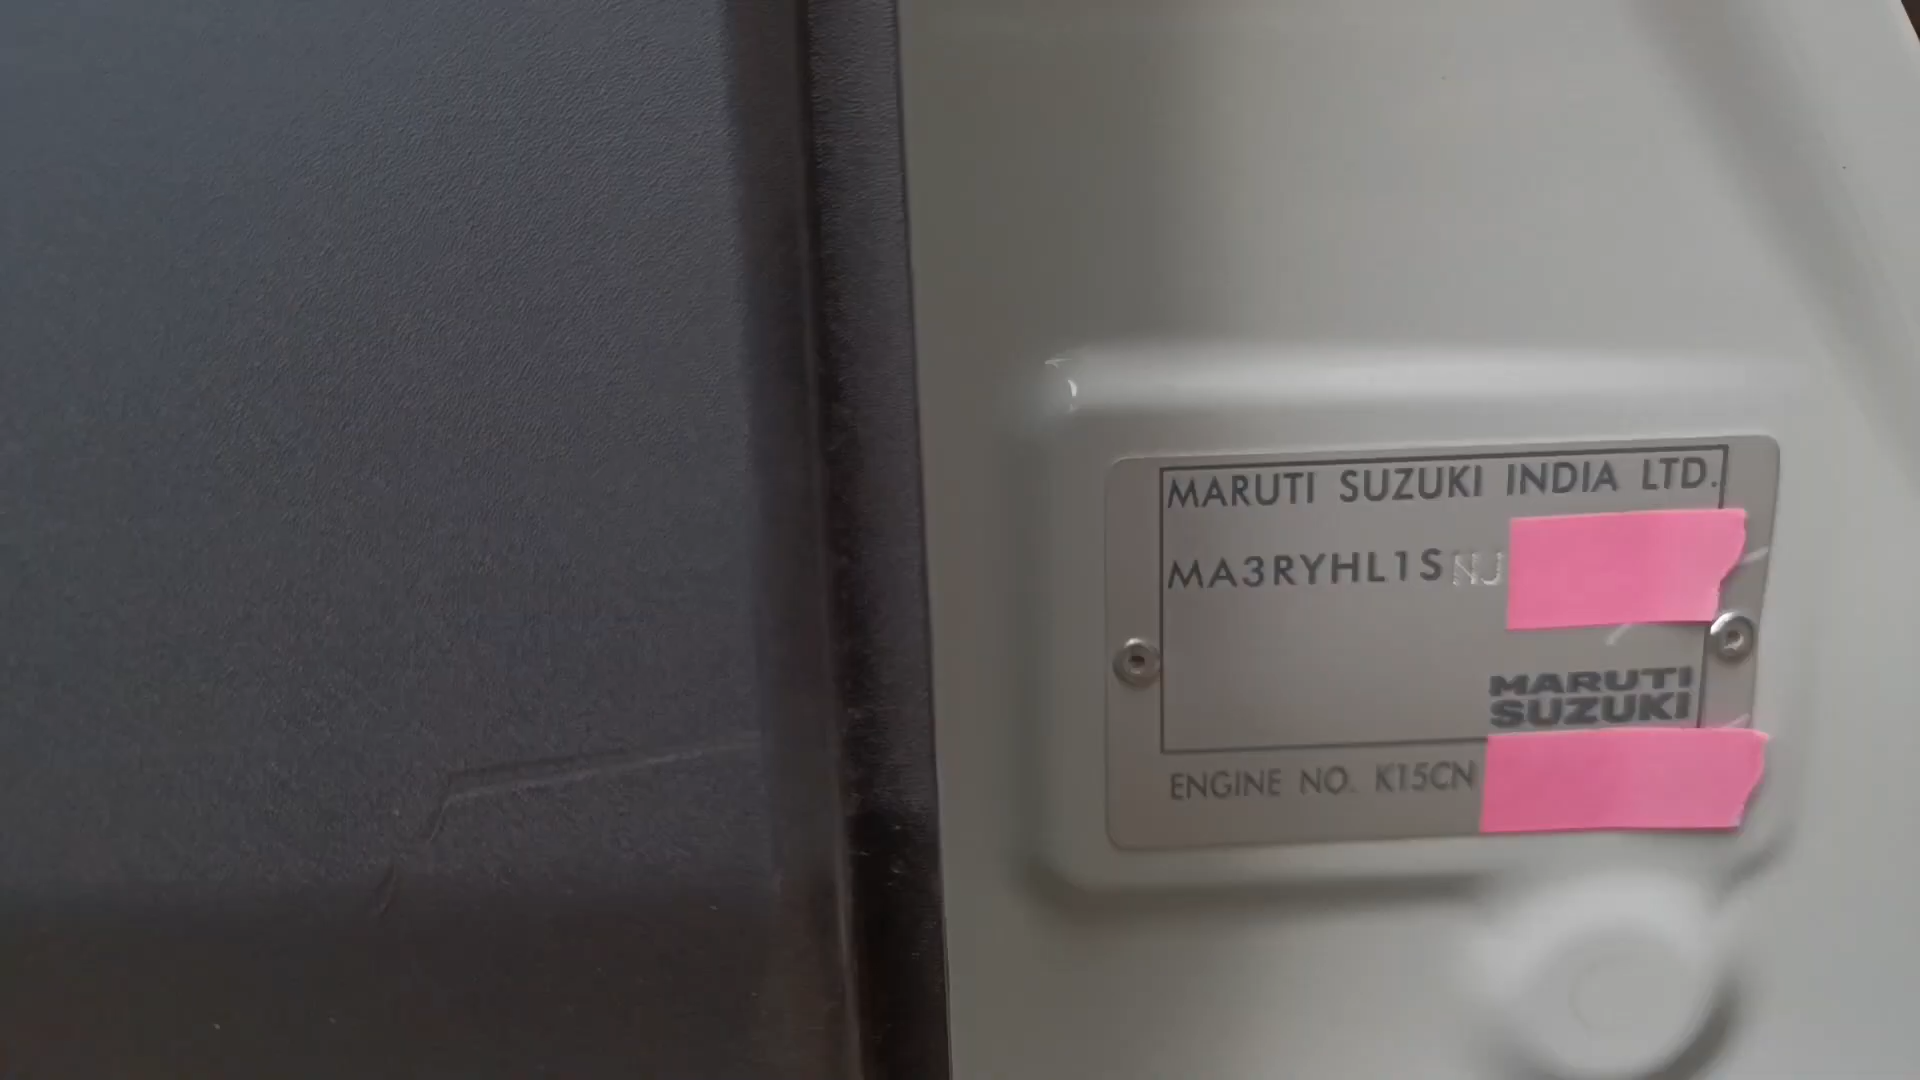 MARUTI SUZUKI INDIA LTD.
MA3RYHL1SNJ
MARUTI
SUZUKI
ENGINE NO. K15CN